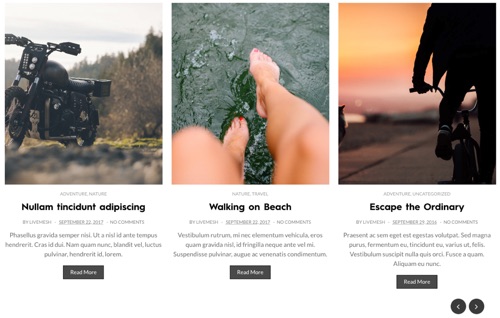 ADVENTURE, NATURE
Nullam tincidunt adipiscing
BY LIVEMESH - SEPTEMBER 22, 2017 - NO COMMENTS
Phasellus gravida semper nisi. Ut a nisl id ante tempus
hendrerit. Cras id dui. Nam quam nunc, blandit vel, luctus
pulvinar, hendrerit id, lorem.
Read More
NATURE, TRAVEL
Walking on Beach
BY LIVEMESH - SEPTEMBER 22, 2017 - NO COMMENTS
Vestibulum rutrum, mi nec elementum vehicula, eros
quam gravida nisl, id fringilla neque ante vel mi.
Suspendisse pulvinar, augue ac venenatis condimentum.
Read More
ADVENTURE, UNCATEGORIZED
Escape the Ordinary
BY LIVEMESH - SEPTEMBER 29, 2016 - NO COMMENTS
Praesent ac sem eget est egestas volutpat. Sed magna
purus, fermentum eu, tincidunt eu, varius ut, felis.
Vestibulum suscipit nulla quis orci. Fusce a quam.
Aliquam eu nunc.
Read More